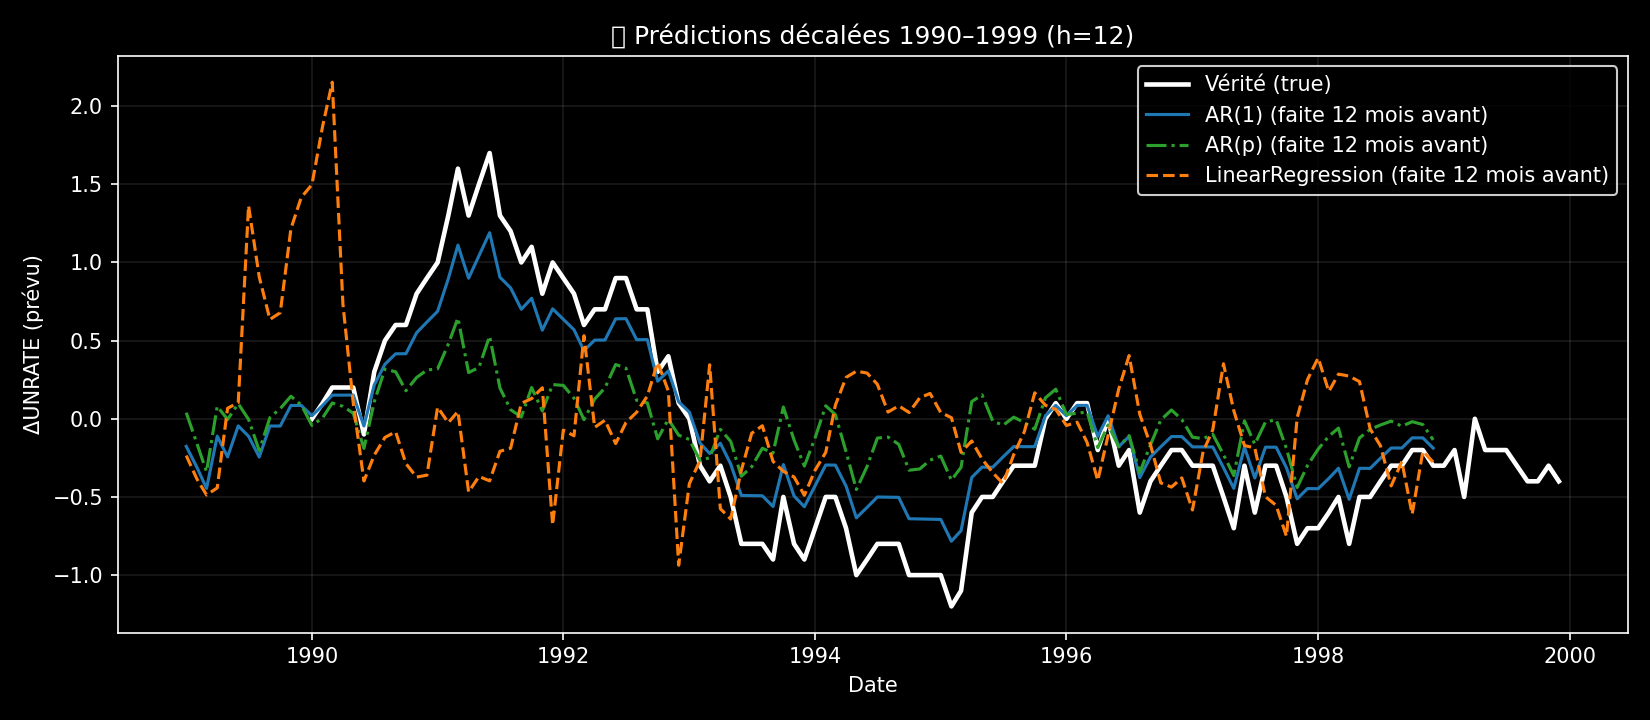 Prédictions décalées 1990–1999 (h=12)
Vérité (true)
AR(1) (faite 12 mois avant)
AR(p) (faite 12 mois avant)
LinearRegression (faite 12 mois avant)
ΔUNRATE (prévu)
2.0
1.5
1.0
0.5
0.0
−0.5
−1.0
1990 1992 1994 1996 1998 2000
Date